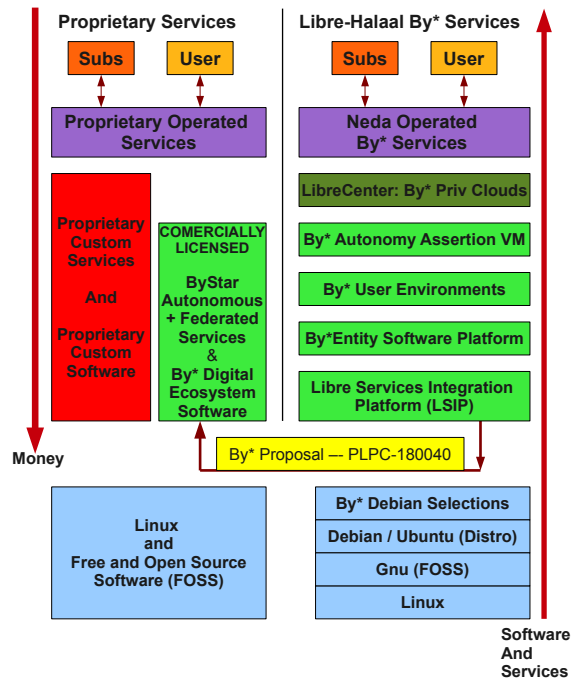 Proprietary Services
Libre-Halaal By* Services
Subs
User
Subs
User
Proprietary Operated
Services
Neda Operated
By* Services
Proprietary
Custom
Services
And
Proprietary
Custom
Software
COMERCIALLY
LICENSED
ByStar
Autonomous
+ Federated
Services
&
By* Digital
Ecosystem
Software
LibreCenter: By* Priv Clouds
By* Autonomy Assertion VM
By* User Environments
By*Entity Software Platform
Libre Services Integration
Platform (LSIP)
Money
By* Proposal –- PLPC-180040
Linux
and
Free and Open Source
Software (FOSS)
By* Debian Selections
Debian / Ubuntu (Distro)
Gnu (FOSS)
Linux
Software
And
Services